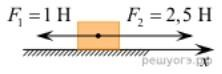 F₁ = 1 Н F₂ = 2,5 Н
x
решуогэ.рф